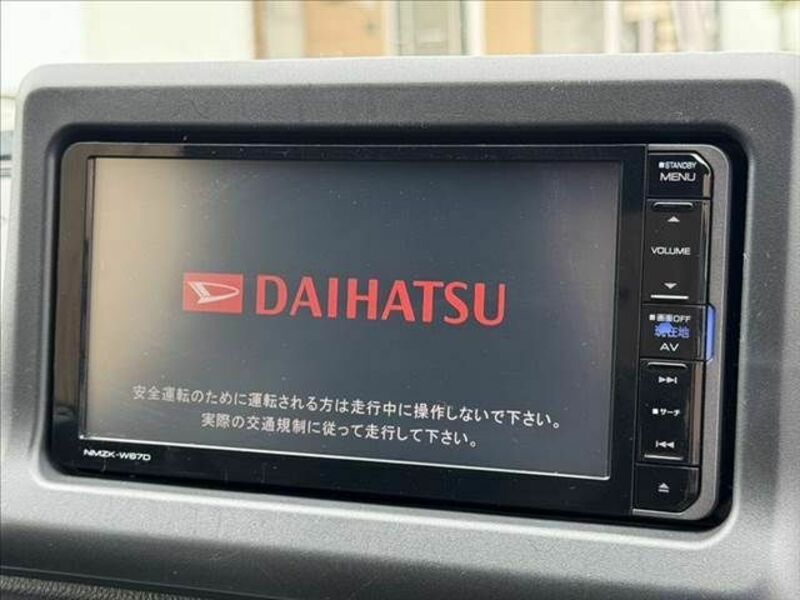 STANDBY
MENU
VOLUME
DAIHATSU
画面OFF
現在地
AV
安全運転のために運転される方は走行中に操作しないで下さい。
実際の交通規制に従って走行して下さい。
サーチ
NMZK-W67D